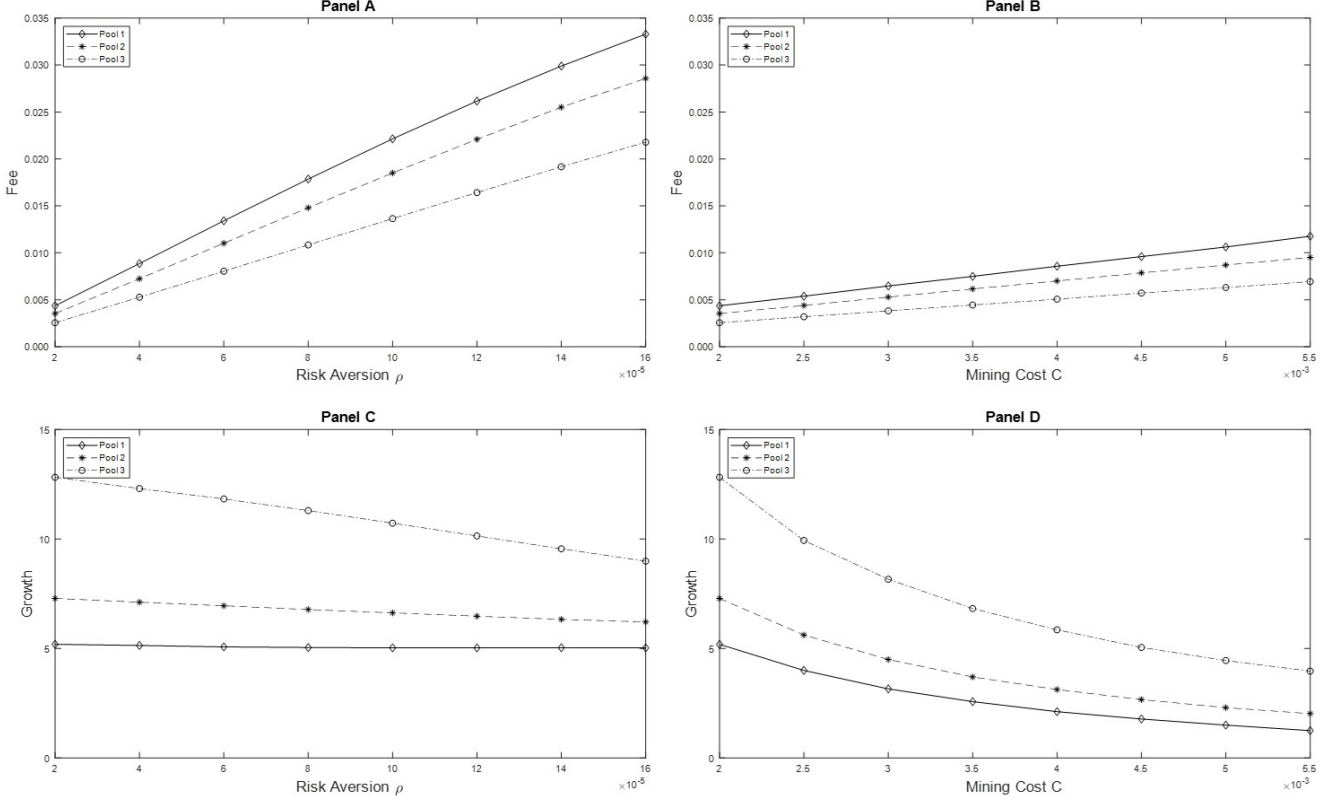 Panel A
0.035
0.030
0.025
0.020
0.015
0.010
0.005
0.000
Fee
Pool 1
Pool 2
Pool 3
2 4 6 8 10 12 14 16
Risk Aversion ρ
×10⁻⁵
Panel B
0.035
0.030
0.025
0.020
0.015
0.010
0.005
0.000
Fee
Pool 1
Pool 2
Pool 3
2 2.5 3 3.5 4 4.5 5 5.5
Mining Cost C
×10⁻³
Panel C
15
10
5
0
Growth
Pool 1
Pool 2
Pool 3
2 4 6 8 10 12 14 16
Risk Aversion ρ
×10⁻⁵
Panel D
15
10
5
0
Growth
Pool 1
Pool 2
Pool 3
2 2.5 3 3.5 4 4.5 5 5.5
Mining Cost C
×10⁻³